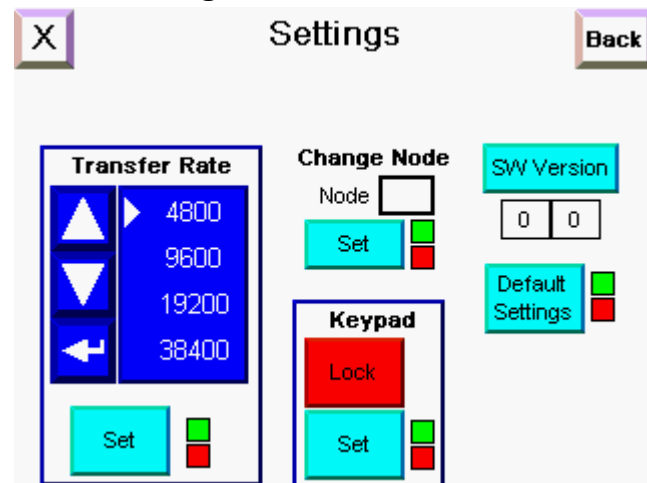 X
Settings
Back
Transfer Rate
4800
9600
19200
38400
Set
Change Node
Node
Set
Keypad
Lock
Set
SW Version
0 0
Default
Settings